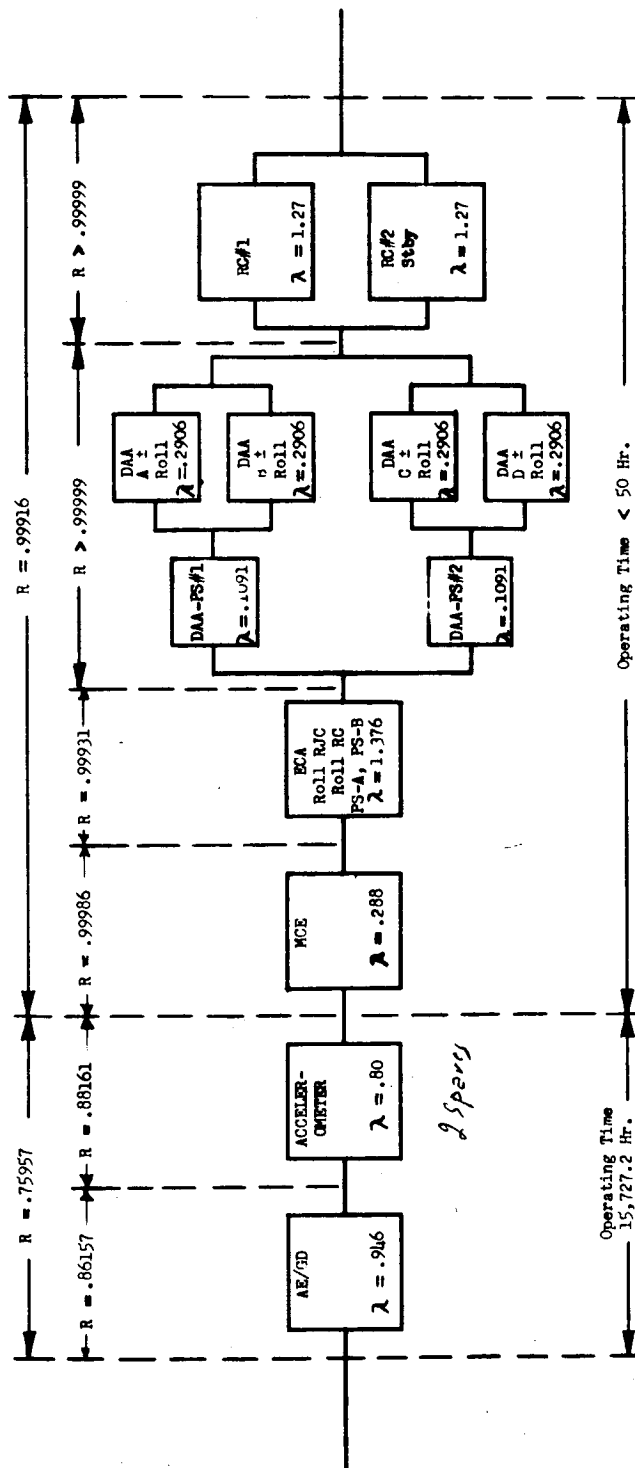 R = .75957
R = .99916
R = .86157
R = .88161
R = .99986
R = .99931
R > .99999
R > .99999
AE/GD
λ = .946
ACCELER-
OMETER
λ = .80
2 Spares
MCE
λ = .288
ECA
Roll RJC
Roll RC
PS-A, PS-B
λ = 1.376
DAA-PS#1
λ = .1091
DAA-PS#2
λ = .1091
DAA
A ±
Roll
λ = .2906
DAA
B ±
Roll
λ = .2906
DAA
C ±
Roll
λ = .2906
DAA
D ±
Roll
λ = .2906
RC#1
λ = 1.27
RC#2
Stby
λ = 1.27
Operating Time
15,727.2 Hr.
Operating Time < 50 Hr.